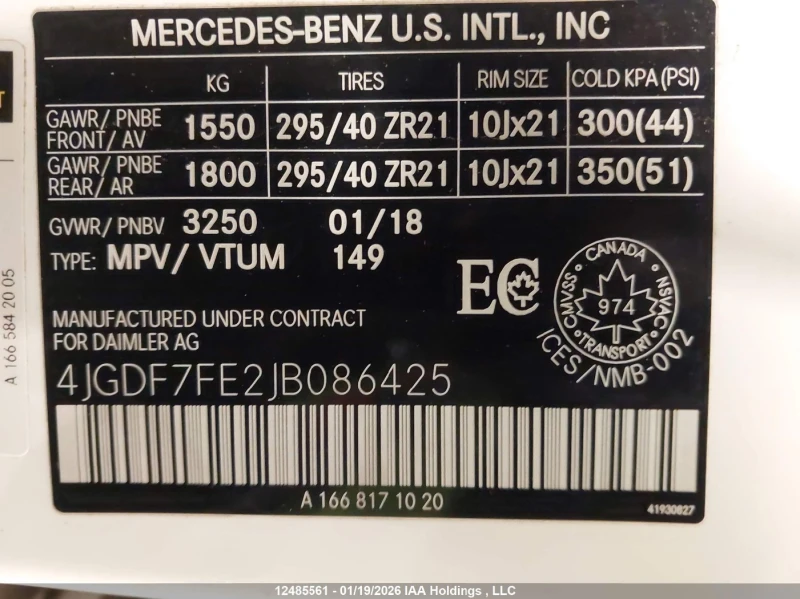 MERCEDES-BENZ U.S. INTL., INC
KG TIRES RIM SIZE COLD KPA (PSI)
GAWR/ PNBE FRONT/ AV 1550 295/40 ZR21 10Jx21 300(44)
GAWR/ PNBE REAR/ AR 1800 295/40 ZR21 10Jx21 350(51)
GVWR/ PNBV 3250 01/18
TYPE: MPV/ VTUM 149
EC
CANADA
CMVSS NSVAC
974
TRANSPORT
ICES/NMB-002
MANUFACTURED UNDER CONTRACT
FOR DAIMLER AG
4JGDF7FE2JB086425
A 166 817 10 20
41930827
A 166 584 20 05
12485561 - 01/19/2026 IAA Holdings , LLC